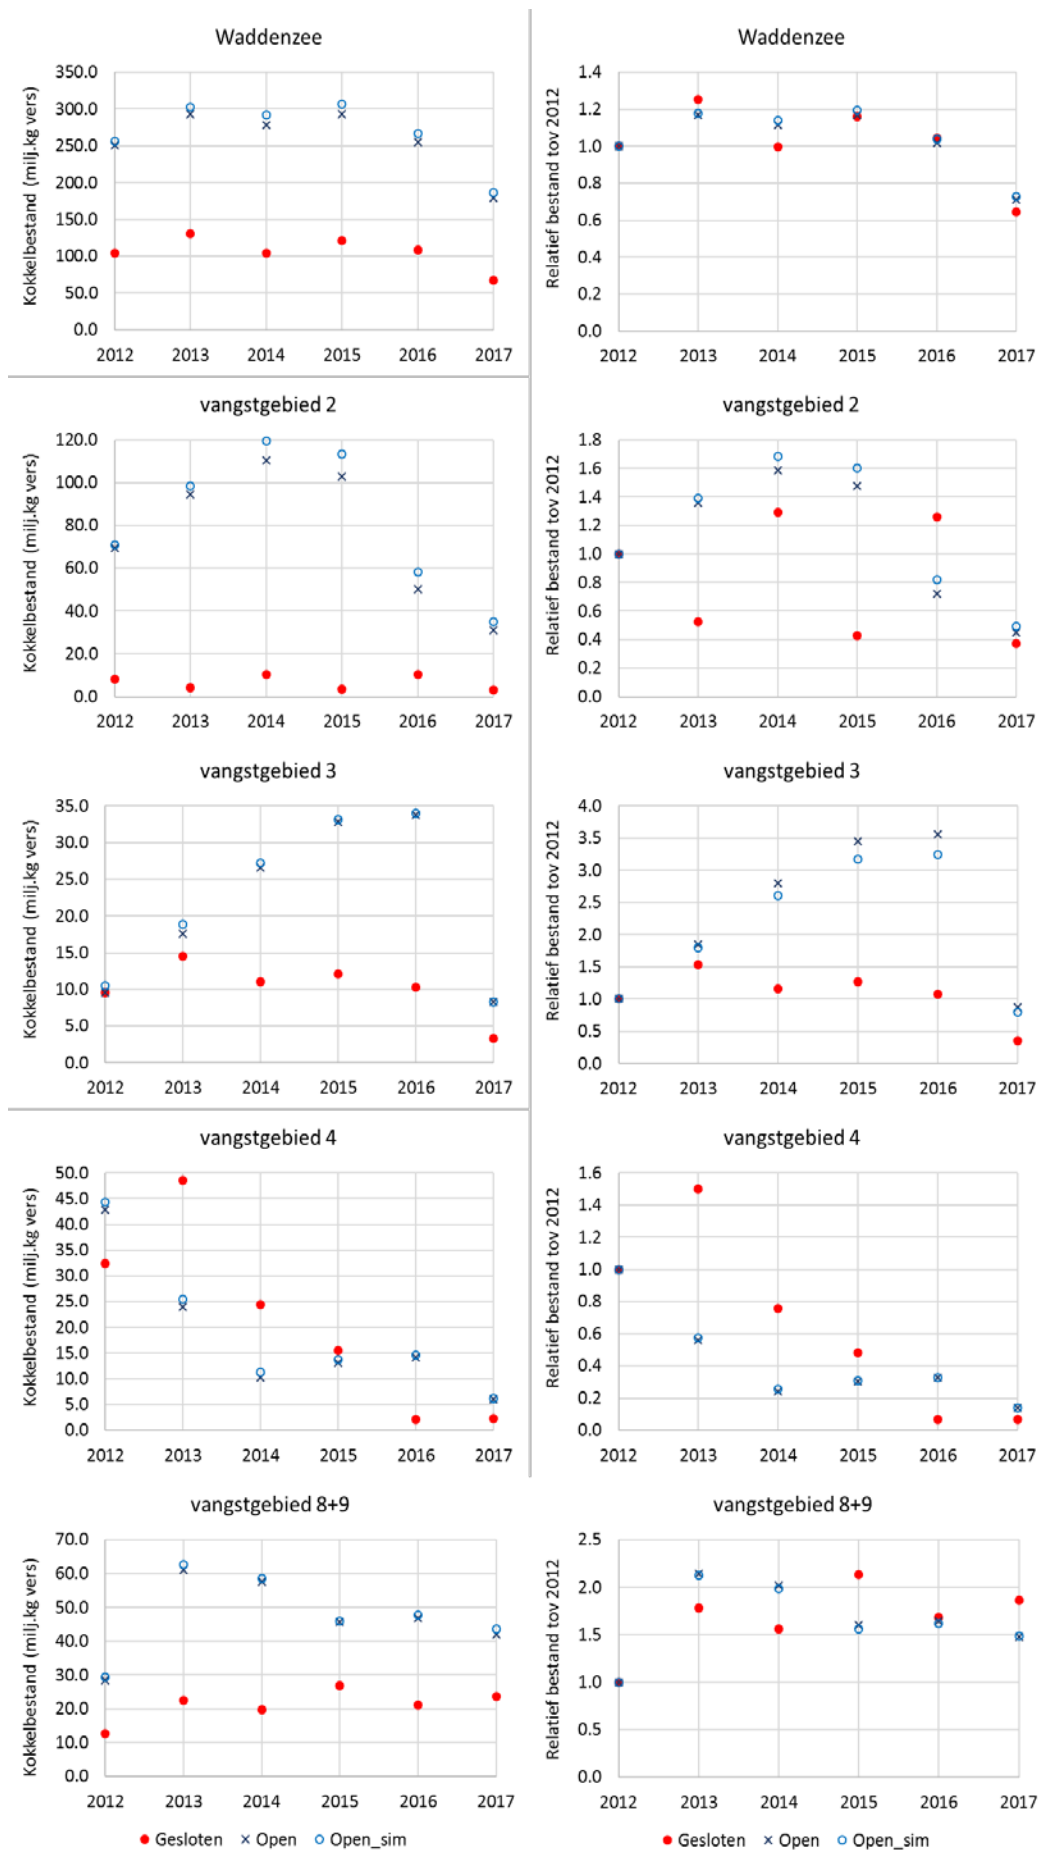 Waddenzee
Kokkelbestand (milj.kg vers)
350.0
300.0
250.0
200.0
150.0
100.0
50.0
0.0
2012 2013 2014 2015 2016 2017
Waddenzee
Relatief bestand tov 2012
1.4
1.2
1.0
0.8
0.6
0.4
0.2
0.0
2012 2013 2014 2015 2016 2017
vangstgebied 2
Kokkelbestand (milj.kg vers)
120.0
100.0
80.0
60.0
40.0
20.0
0.0
2012 2013 2014 2015 2016 2017
vangstgebied 2
Relatief bestand tov 2012
1.8
1.6
1.4
1.2
1.0
0.8
0.6
0.4
0.2
0.0
2012 2013 2014 2015 2016 2017
vangstgebied 3
Kokkelbestand (milj.kg vers)
35.0
30.0
25.0
20.0
15.0
10.0
5.0
0.0
2012 2013 2014 2015 2016 2017
vangstgebied 3
Relatief bestand tov 2012
4.0
3.5
3.0
2.5
2.0
1.5
1.0
0.5
0.0
2012 2013 2014 2015 2016 2017
vangstgebied 4
Kokkelbestand (milj.kg vers)
50.0
45.0
40.0
35.0
30.0
25.0
20.0
15.0
10.0
5.0
0.0
2012 2013 2014 2015 2016 2017
vangstgebied 4
Relatief bestand tov 2012
1.6
1.4
1.2
1.0
0.8
0.6
0.4
0.2
0.0
2012 2013 2014 2015 2016 2017
vangstgebied 8+9
Kokkelbestand (milj.kg vers)
70.0
60.0
50.0
40.0
30.0
20.0
10.0
0.0
2012 2013 2014 2015 2016 2017
Gesloten Open Open_sim
vangstgebied 8+9
Relatief bestand tov 2012
2.5
2.0
1.5
1.0
0.5
0.0
2012 2013 2014 2015 2016 2017
Gesloten Open Open_sim